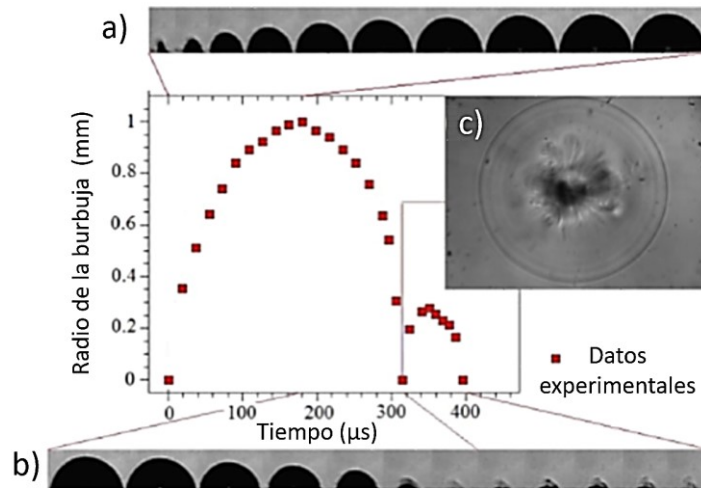 a)
c)
Radio de la burbuja (mm)
1
0.8
0.6
0.4
0.2
0
0
100
200
300
400
Tiempo (µs)
Datos
experimentales
b)